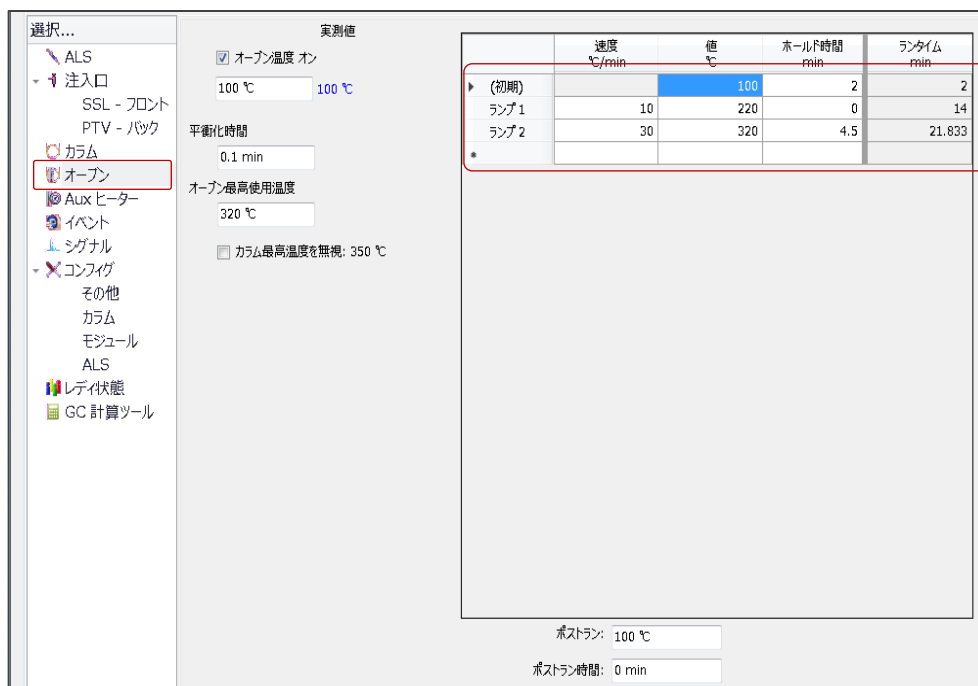 選択...
ALS
注入口
SSL - フロント
PTV - バック
カラム
オーブン
Aux ヒーター
イベント
シグナル
コンフィグ
その他
カラム
モジュール
ALS
レディ状態
GC 計算ツール
実測値
オーブン温度 オン
100 ℃ 100 ℃
平衡化時間
0.1 min
オーブン最高使用温度
320 ℃
カラム最高温度を無視: 350 ℃
速度 値 ホールド時間 ランタイム
℃/min ℃ min min
(初期) 100 2 2
ランプ 1 10 220 0 14
ランプ 2 30 320 4.5 21.833
*
ポストラン: 100 ℃
ポストラン時間: 0 min